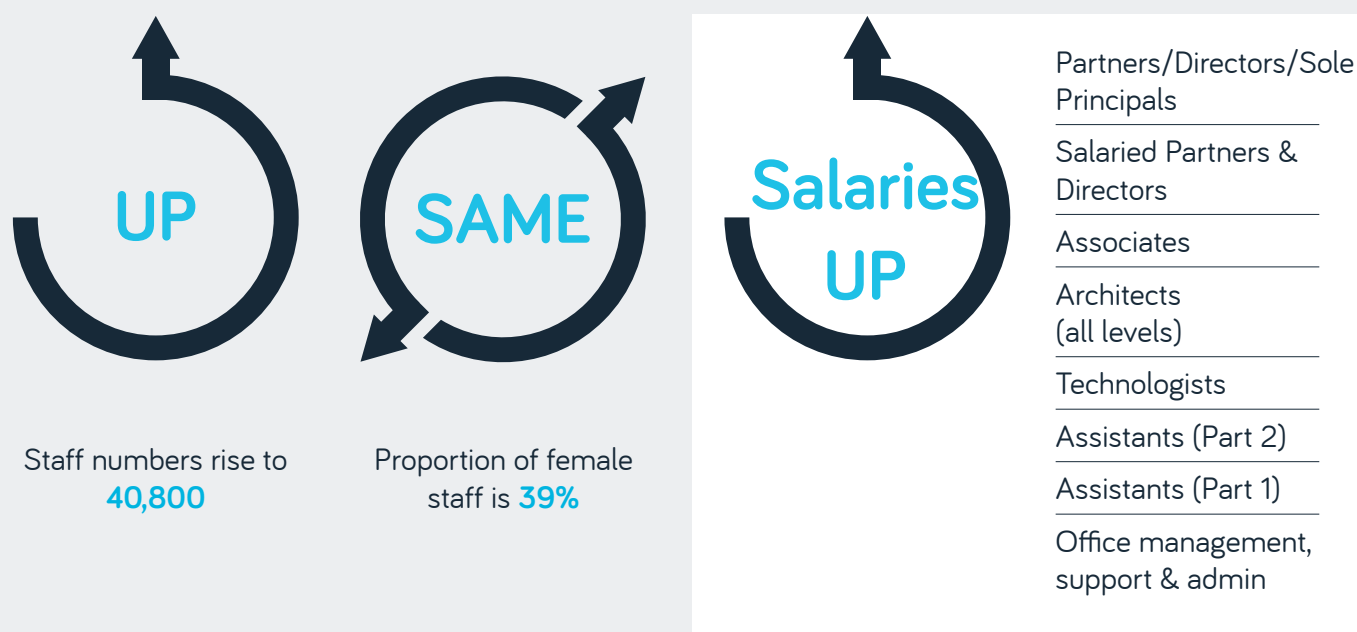 UP
Staff numbers rise to
40,800
SAME
Proportion of female
staff is 39%
Salaries
UP
Partners/Directors/Sole
Principals
Salaried Partners &
Directors
Associates
Architects
(all levels)
Technologists
Assistants (Part 2)
Assistants (Part 1)
Office management,
support & admin